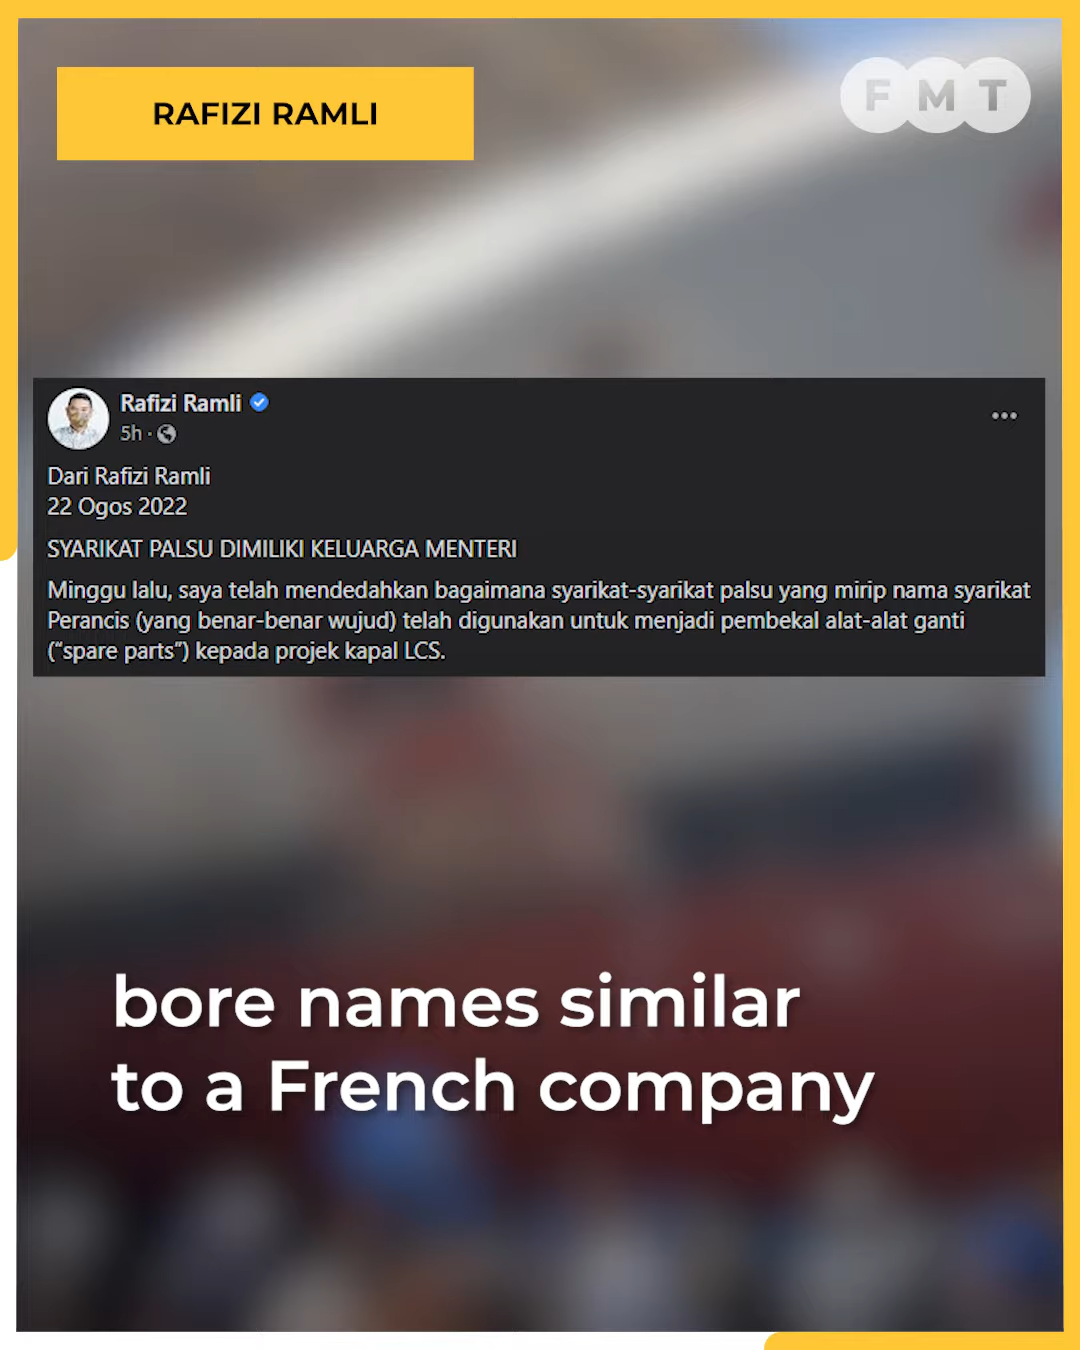 RAFIZI RAMLI
FMT
Rafizi Ramli
5h ·
Dari Rafizi Ramli
22 Ogos 2022
SYARIKAT PALSU DIMILIKI KELUARGA MENTERI
Minggu lalu, saya telah mendedahkan bagaimana syarikat-syarikat palsu yang mirip nama syarikat
Perancis (yang benar-benar wujud) telah digunakan untuk menjadi pembekal alat-alat ganti
(“spare parts”) kepada projek kapal LCS.
bore names similar
to a French company